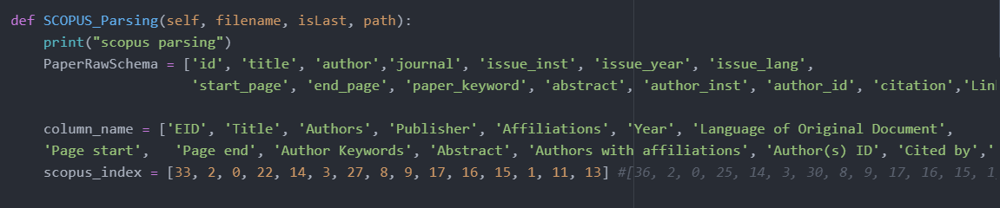 def SCOPUS_Parsing(self, filename, isLast, path):
print("scopus parsing")
PaperRawSchema = ['id', 'title', 'author','journal', 'issue_inst', 'issue_year', 'issue_lang',
'start_page', 'end_page', 'paper_keyword', 'abstract', 'author_inst', 'author_id', 'citation','Lin
column_name = ['EID', 'Title', 'Authors', 'Publisher', 'Affiliations', 'Year', 'Language of Original Document',
'Page start', 'Page end', 'Author Keywords', 'Abstract', 'Authors with affiliations', 'Author(s) ID', 'Cited by','
scopus_index = [33, 2, 0, 22, 14, 3, 27, 8, 9, 17, 16, 15, 1, 11, 13] #[36, 2, 0, 25, 14, 3, 30, 8, 9, 17, 16, 15, 1